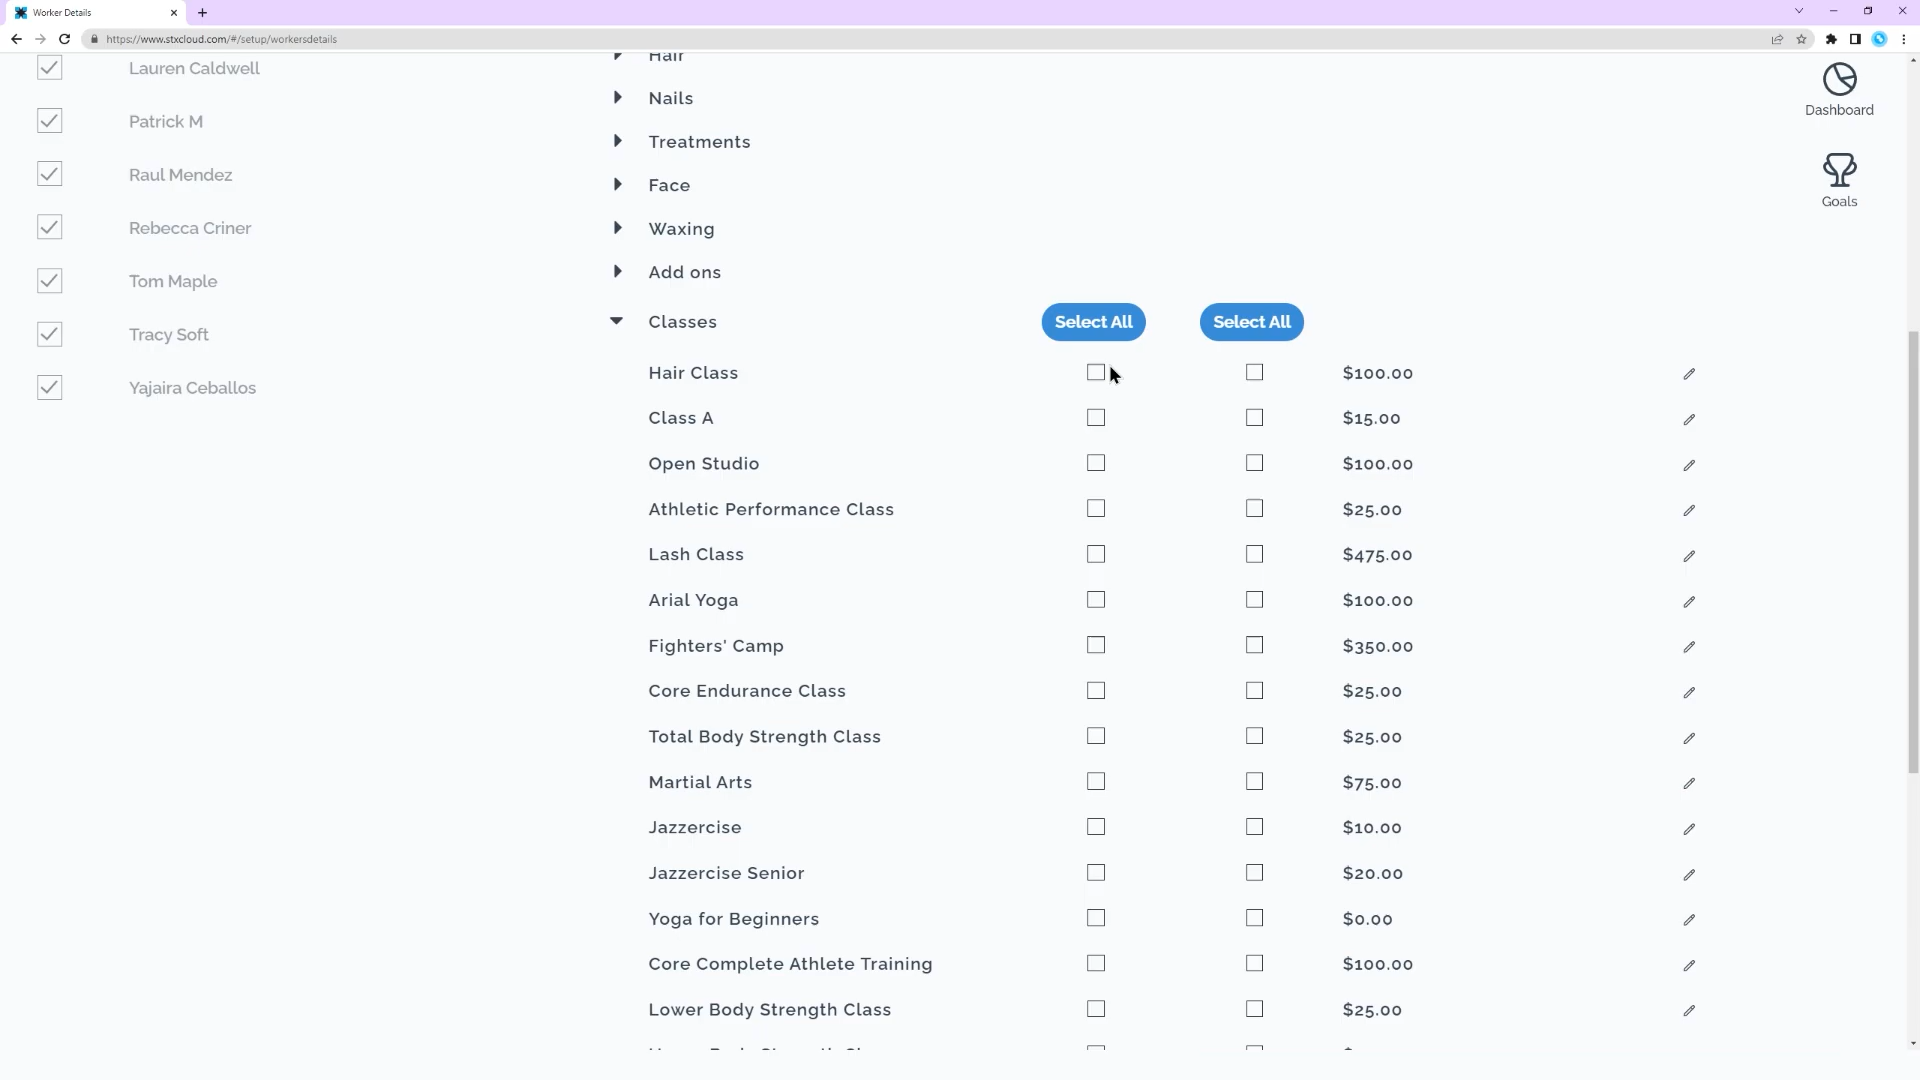 Worker Details
https://www.stxcloud.com/#/setup/workersdetails
Lauren Caldwell
Patrick M
Raul Mendez
Rebecca Criner
Tom Maple
Tracy Soft
Yajaira Ceballos
Hair
Nails
Treatments
Face
Waxing
Add ons
Classes Select All Select All
Hair Class $100.00
Class A $15.00
Open Studio $100.00
Athletic Performance Class $25.00
Lash Class $475.00
Arial Yoga $100.00
Fighters' Camp $350.00
Core Endurance Class $25.00
Total Body Strength Class $25.00
Martial Arts $75.00
Jazzercise $10.00
Jazzercise Senior $20.00
Yoga for Beginners $0.00
Core Complete Athlete Training $100.00
Lower Body Strength Class $25.00
Dashboard
Goals